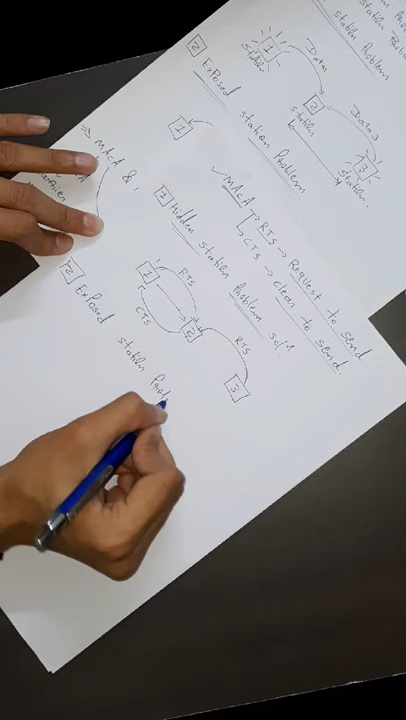 station Problem
1
station
Data
2
station
Data
3
station.
2 Exposed station Problem
1
=> MACA &
✓ MACA → RTS → Request to send
→ CTS → clear to send.
1 Hidden station Problem sol^n
1
RTS
CTS
2
RTS
3
2 Exposed
station